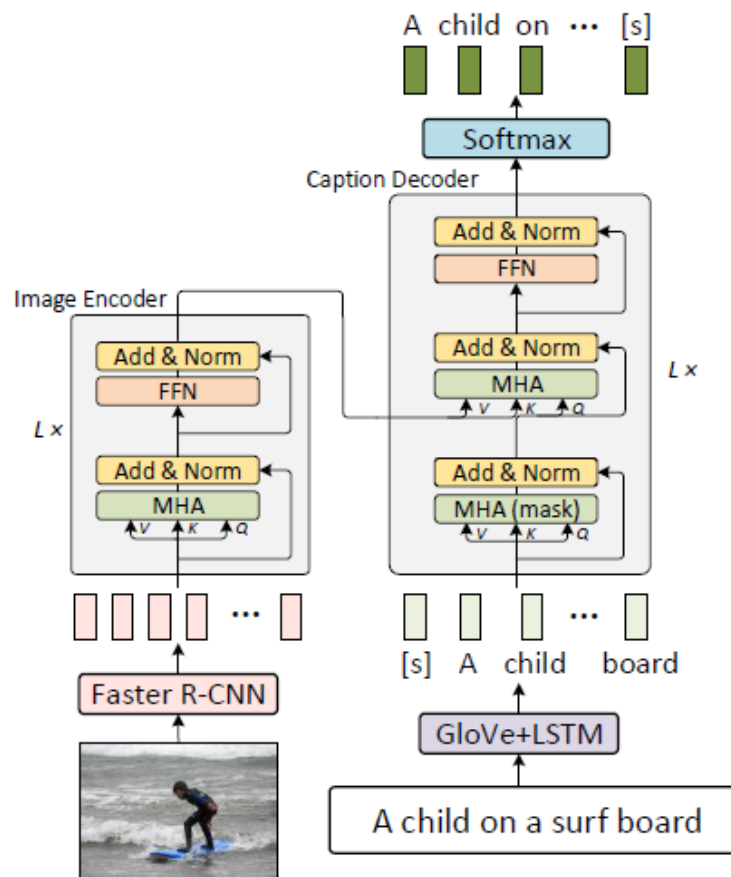 A child on ••• [s]
Softmax
Caption Decoder
Add & Norm
FFN
Add & Norm
MHA
V K Q
L ×
Add & Norm
MHA (mask)
V K Q
Image Encoder
Add & Norm
FFN
L ×
Add & Norm
MHA
V K Q
•••
•••
[s] A child board
Faster R-CNN
GloVe+LSTM
A child on a surf board